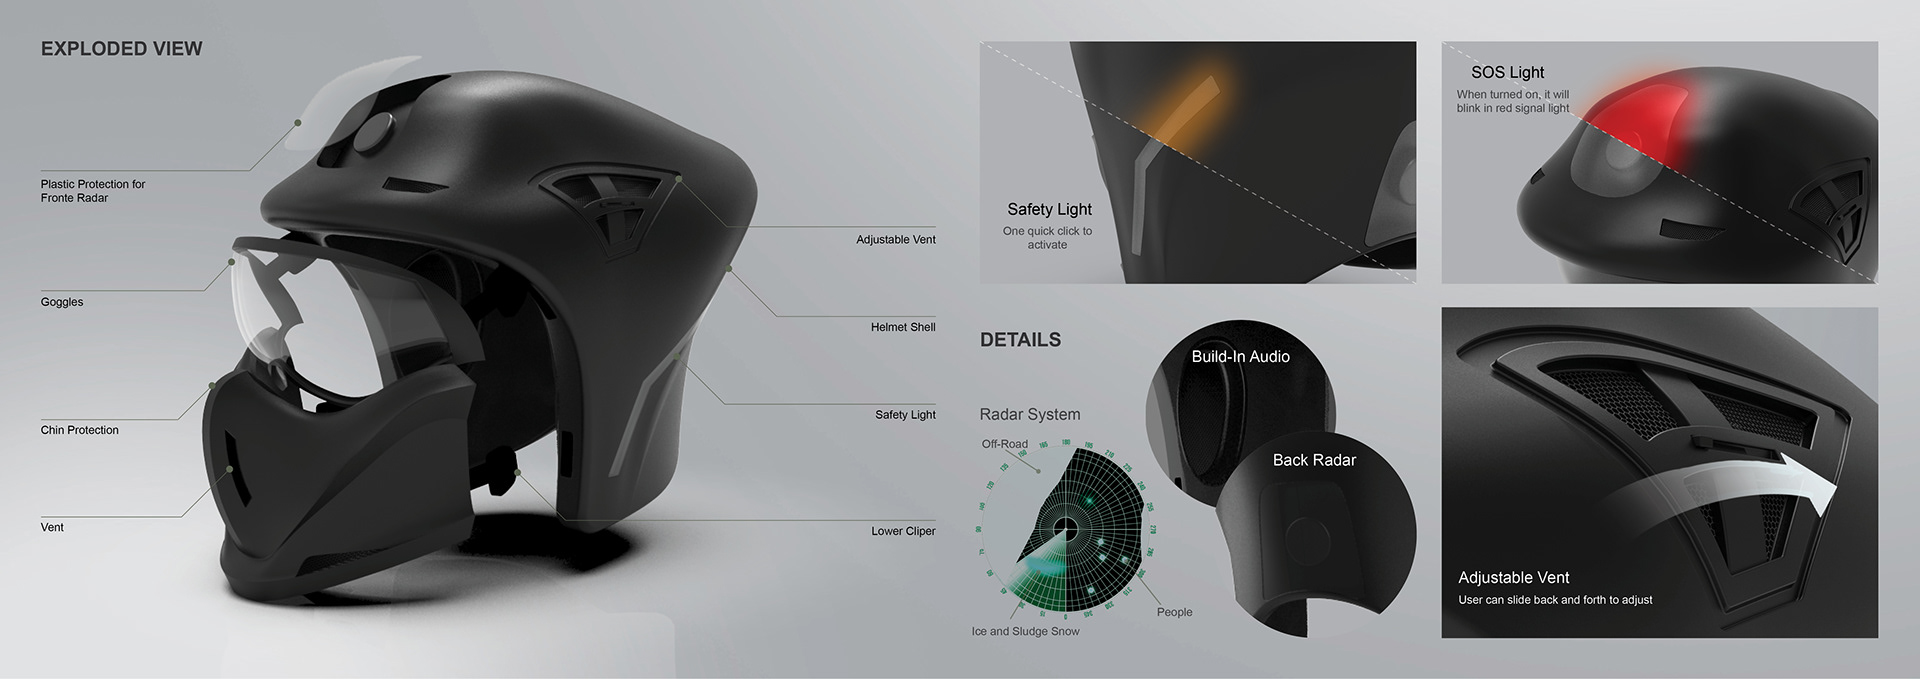 EXPLODED VIEW
Plastic Protection for
Fronte Radar
Goggles
Chin Protection
Vent
Adjustable Vent
Helmet Shell
Safety Light
Lower Cliper
Safety Light
One quick click to
activate
SOS Light
When turned on, it will
blink in red signal light
DETAILS
Build-In Audio
Radar System
Off-Road
Back Radar
People
Ice and Sludge Snow
Adjustable Vent
User can slide back and forth to adjust